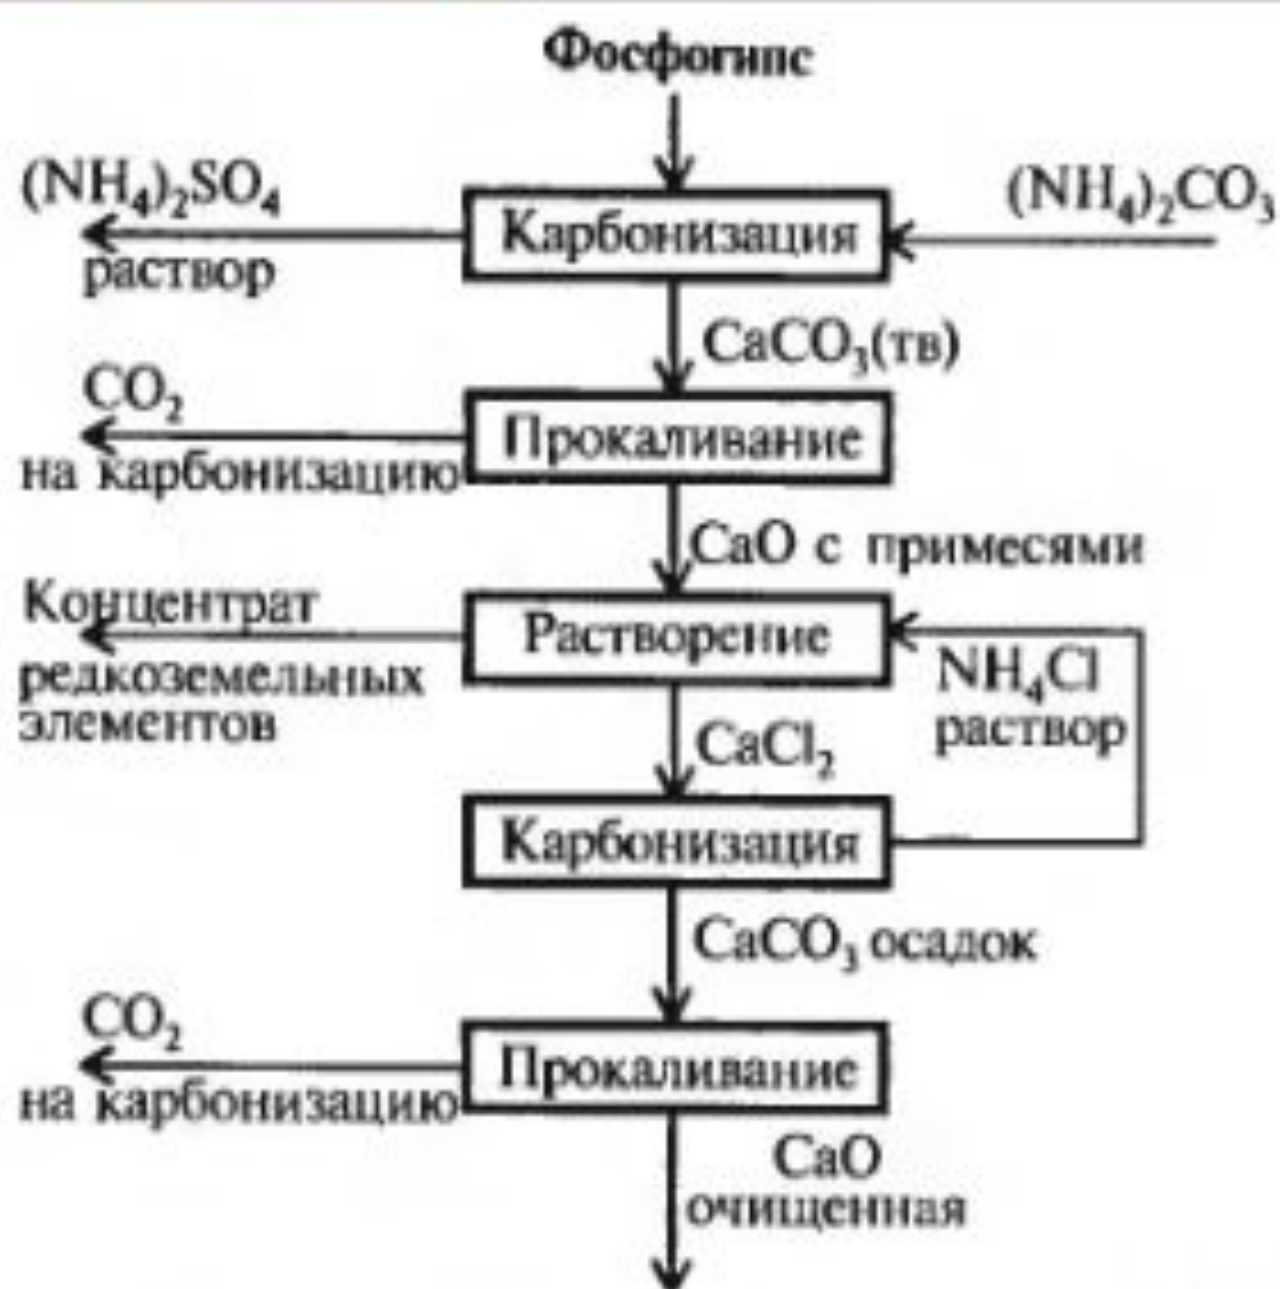 Фосфогипс
(NH₄)₂SO₄
раствор
Карбонизация
(NH₄)₂CO₃
CaCO₃(тв)
CO₂
на карбонизацию
Прокаливание
CaO с примесями
Концентрат
редкоземельных
элементов
Растворение
NH₄Cl
раствор
CaCl₂
Карбонизация
CaCO₃ осадок
CO₂
на карбонизацию
Прокаливание
CaO
очищенная